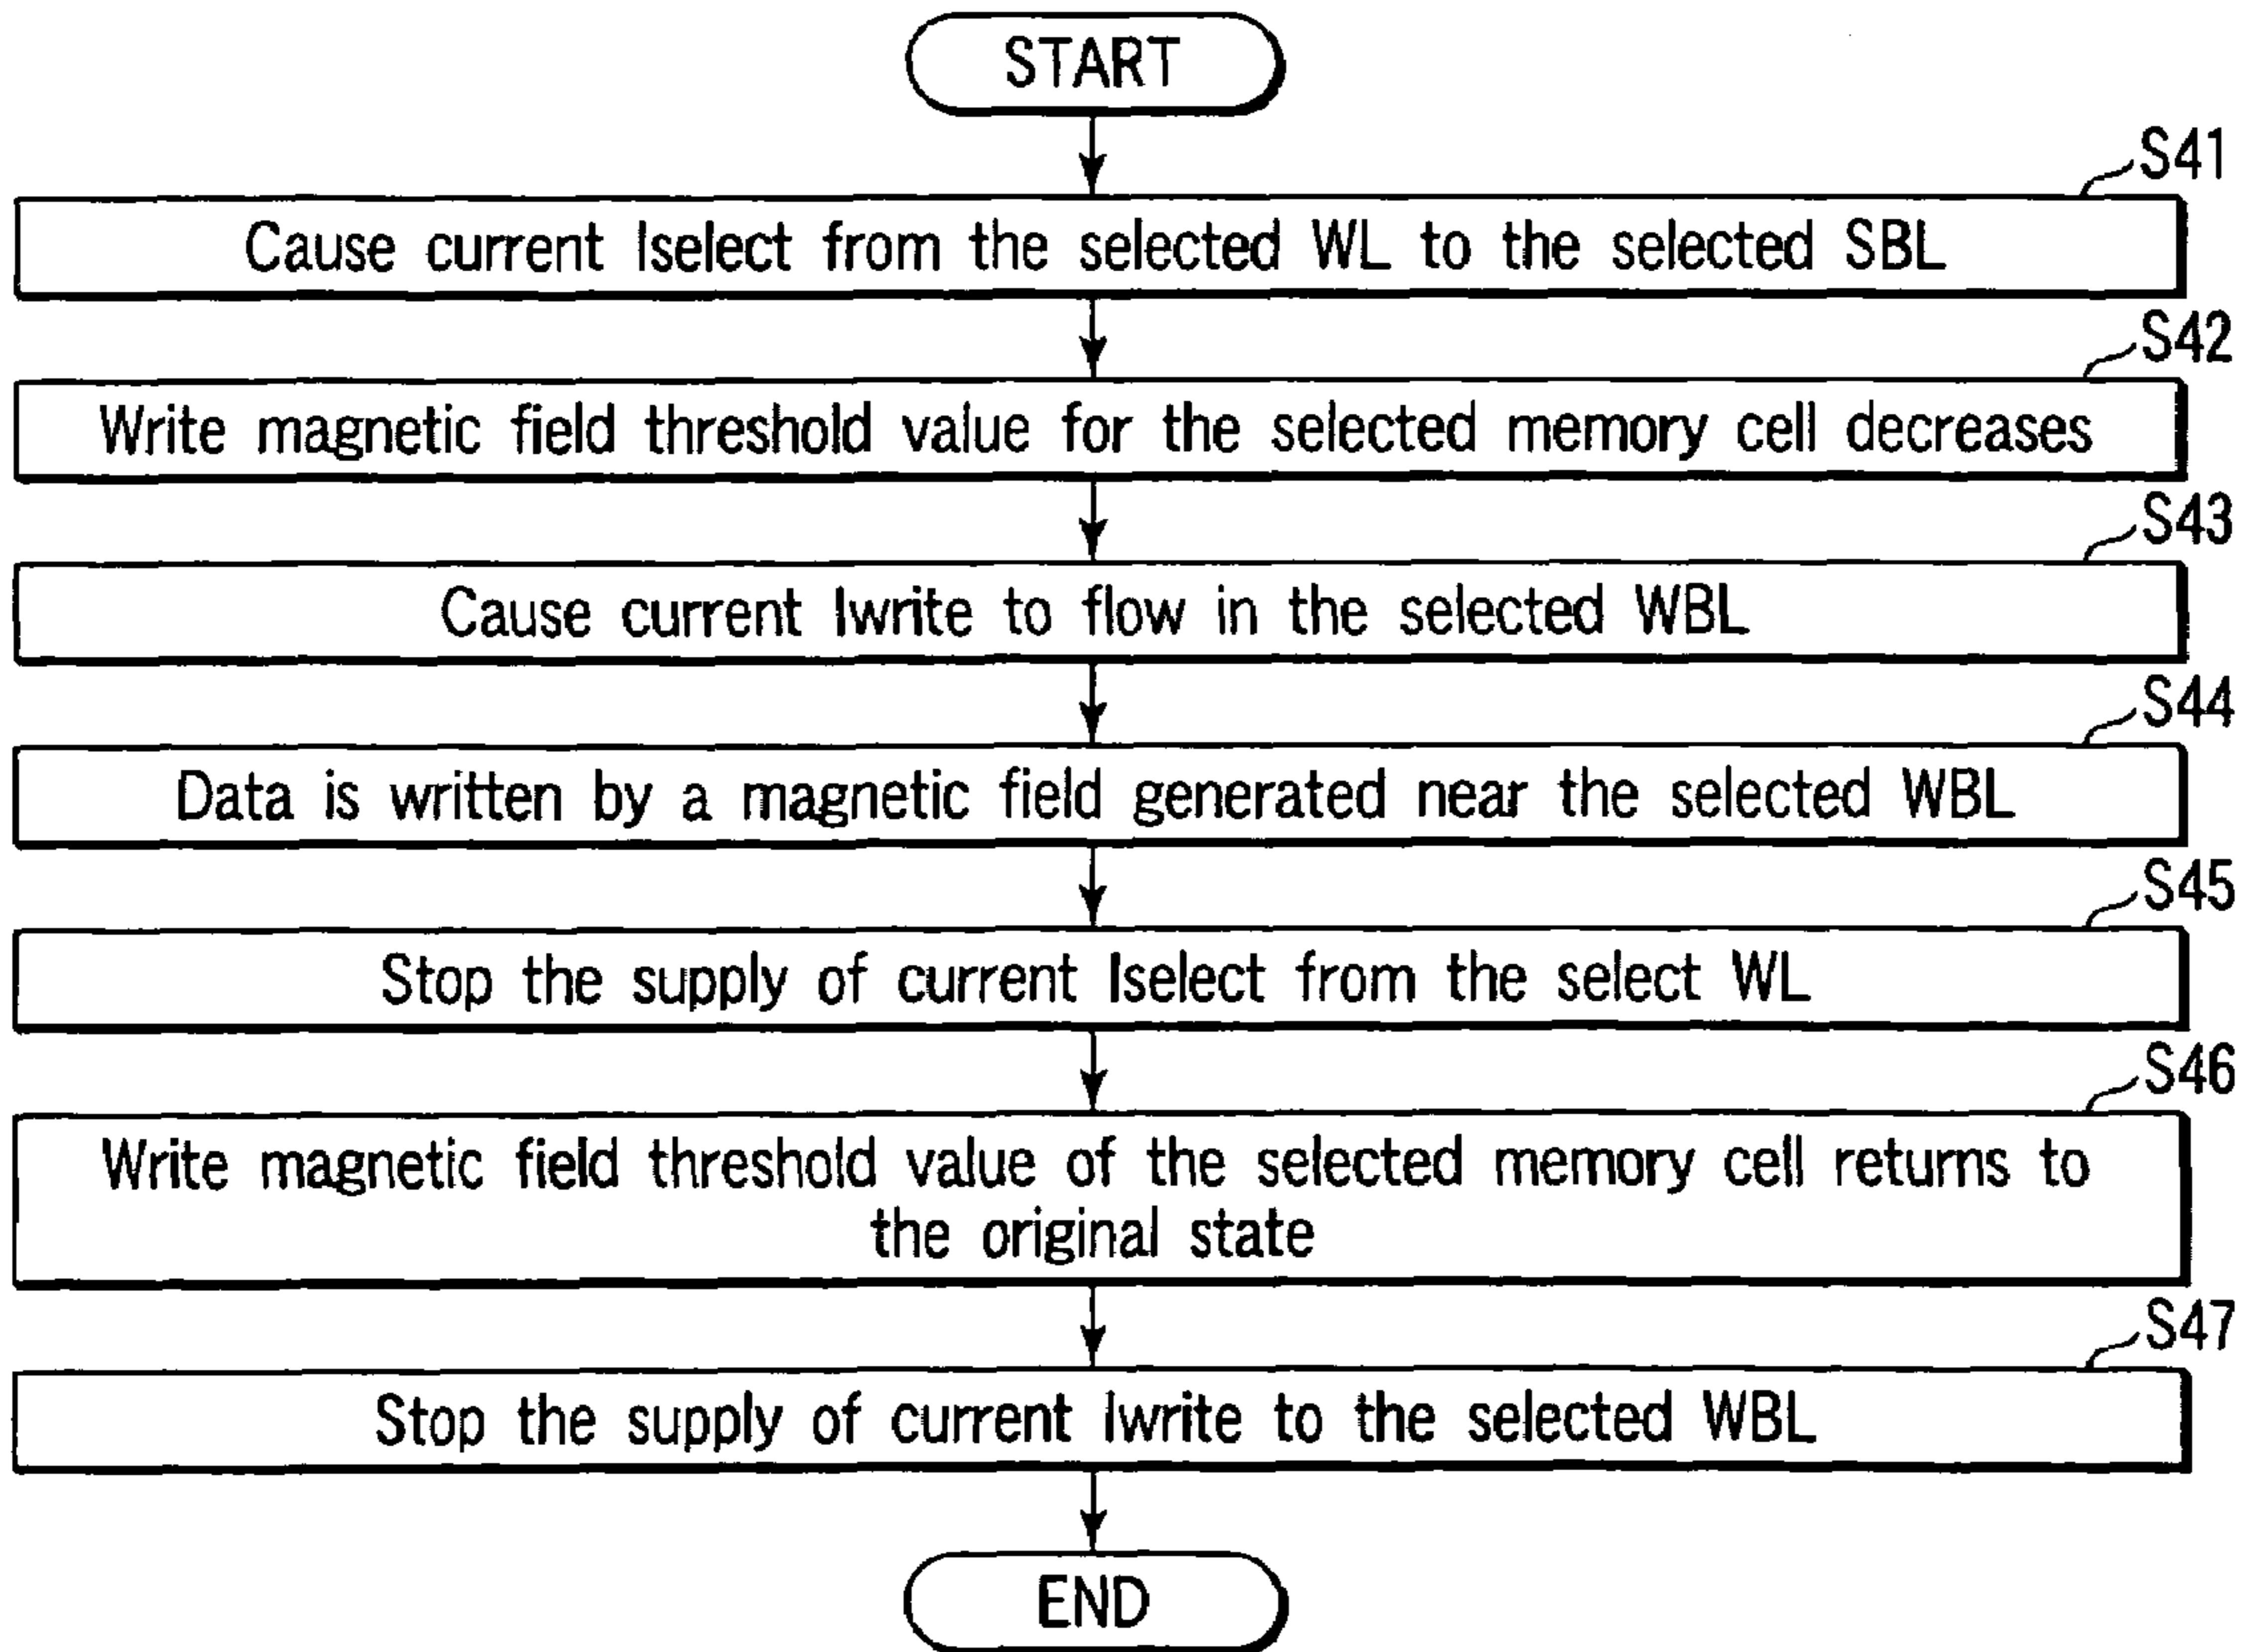 START
S41
Cause current Iselect from the selected WL to the selected SBL
S42
Write magnetic field threshold value for the selected memory cell decreases
S43
Cause current Iwrite to flow in the selected WBL
S44
Data is written by a magnetic field generated near the selected WBL
S45
Stop the supply of current Iselect from the select WL
S46
Write magnetic field threshold value of the selected memory cell returns to
the original state
S47
Stop the supply of current Iwrite to the selected WBL
END